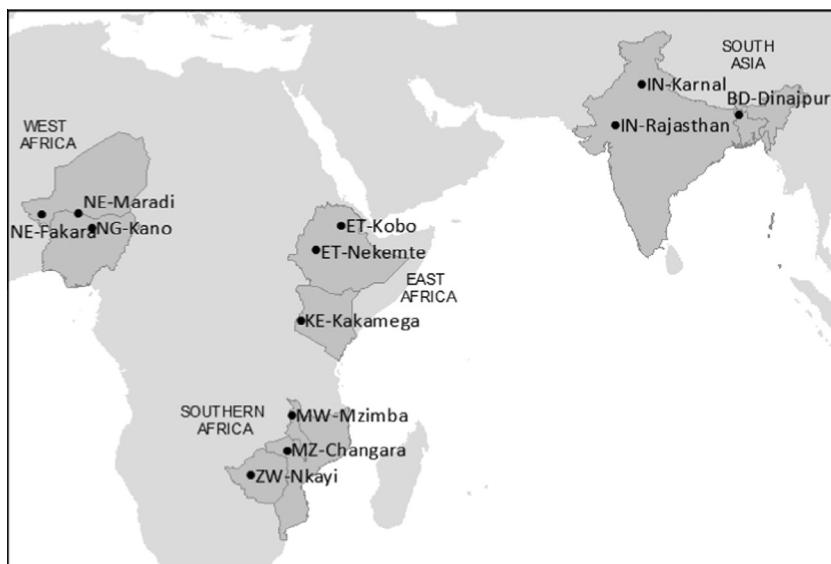 SOUTH
ASIA
IN-Karnal
BD-Dinajpur
IN-Rajasthan
WEST
AFRICA
NE-Maradi
NE-Fakara
NG-Kano
ET-Kobo
ET-Nekemte
EAST
AFRICA
KE-Kakamega
SOUTHERN
AFRICA
MW-Mzimba
MZ-Changara
ZW-Nkayi